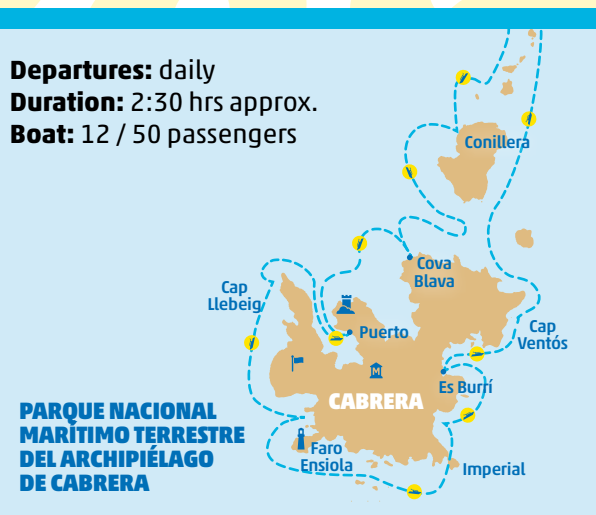 Departures: daily
Duration: 2:30 hrs approx.
Boat: 12 / 50 passengers
Conillera
Cova
Blava
Cap
Llebeig
Puerto
Cap
Ventós
M
Es Burrí
CABRERA
PARQUE NACIONAL
MARÍTIMO TERRESTRE
DEL ARCHIPIÉLAGO
DE CABRERA
Faro
Ensiola
Imperial